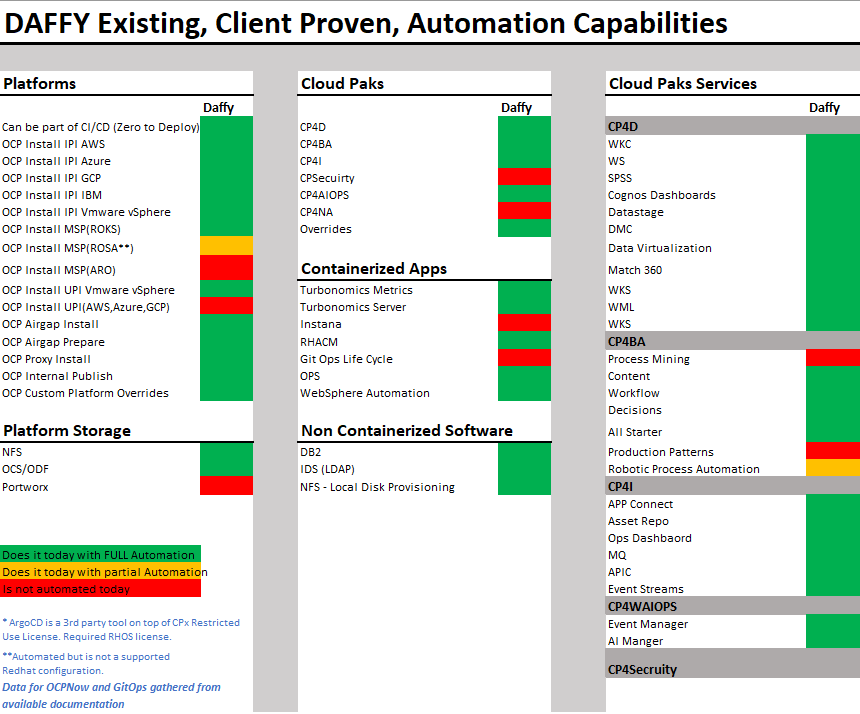 DAFFY Existing, Client Proven, Automation Capabilities
Platforms
Daffy
Can be part of CI/CD (Zero to Deploy)
OCP Install IPI AWS
OCP Install IPI Azure
OCP Install IPI GCP
OCP Install IPI IBM
OCP Install IPI Vmware vSphere
OCP Install MSP(ROKS)
OCP Install MSP(ROSA**)
OCP Install MSP(ARO)
OCP Install UPI Vmware vSphere
OCP Install UPI(AWS,Azure,GCP)
OCP Airgap Install
OCP Airgap Prepare
OCP Proxy Install
OCP Internal Publish
OCP Custom Platform Overrides
Platform Storage
NFS
OCS/ODF
Portworx
Does it today with FULL Automation
Does it today with partial Automation
Is not automated today
* ArgoCD is a 3rd party tool on top of CPx Restricted
Use License. Required RHOS license.
**Automated but is not a supported
Redhat configuration.
Data for OCPNow and GitOps gathered from
available documentation
Cloud Paks
Daffy
CP4D
CP4BA
CP4I
CPSecuirty
CP4AIOPS
CP4NA
Overrides
Containerized Apps
Turbonomics Metrics
Turbonomics Server
Instana
RHACM
Git Ops Life Cycle
OPS
WebSphere Automation
Non Containerized Software
DB2
IDS (LDAP)
NFS - Local Disk Provisioning
Cloud Paks Services
Daffy
CP4D
WKC
WS
SPSS
Cognos Dashboards
Datastage
DMC
Data Virtualization
Match 360
WKS
WML
WKS
CP4BA
Process Mining
Content
Workflow
Decisions
All Starter
Production Patterns
Robotic Process Automation
CP4I
APP Connect
Asset Repo
Ops Dashbaord
MQ
APIC
Event Streams
CP4WAIOPS
Event Manager
AI Manger
CP4Secruity